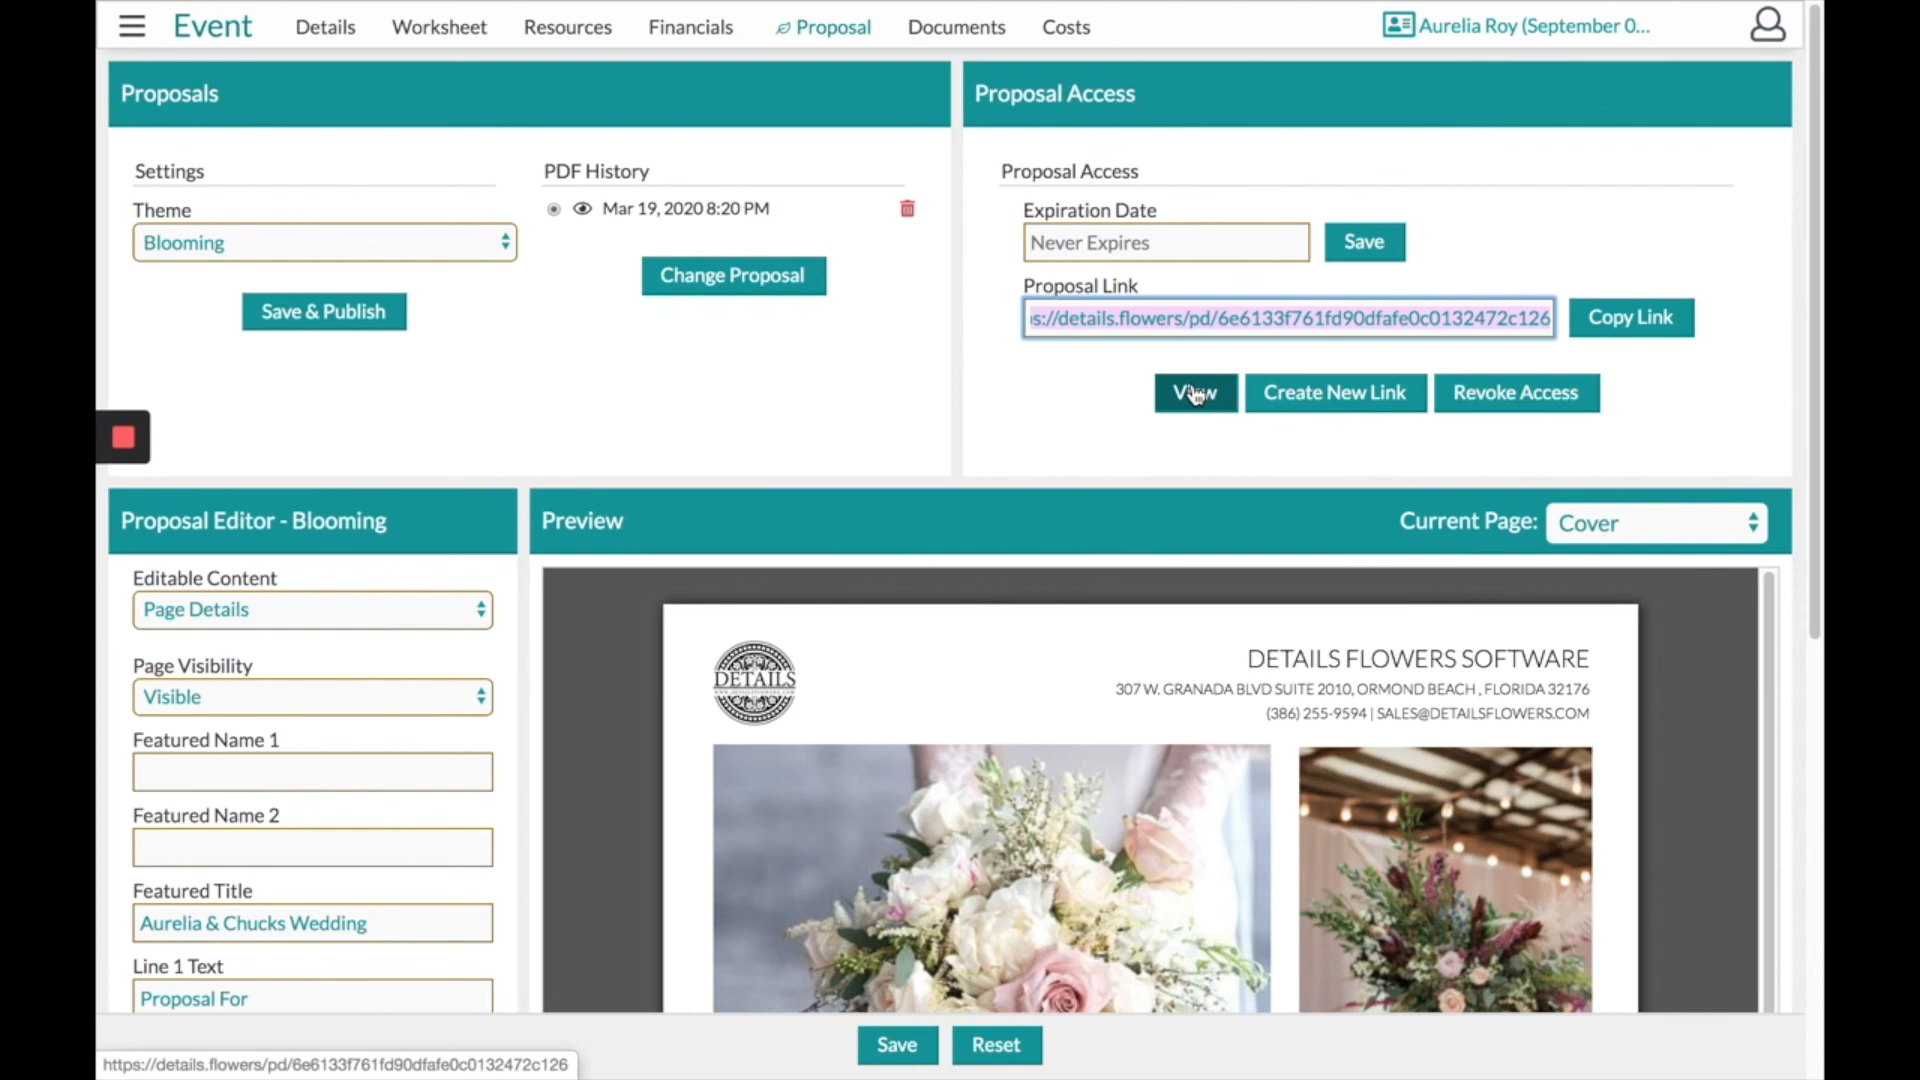 Event
Details
Worksheet
Resources
Financials
Proposal
Documents
Costs
Aurelia Roy (September 0...
Proposals
Settings
Theme
Blooming
Save & Publish
PDF History
Mar 19, 2020 8:20 PM
Change Proposal
Proposal Access
Proposal Access
Expiration Date
Never Expires
Save
Proposal Link
s://details.flowers/pd/6e6133f761fd90dfafe0c0132472c126
Copy Link
View
Create New Link
Revoke Access
Proposal Editor - Blooming
Editable Content
Page Details
Page Visibility
Visible
Featured Name 1
Featured Name 2
Featured Title
Aurelia & Chucks Wedding
Line 1 Text
Proposal For
Preview
Current Page:
Cover
DETAILS
DETAILS FLOWERS SOFTWARE
307 W. GRANADA BLVD SUITE 2010, ORMOND BEACH , FLORIDA 32176
(386) 255-9594 | SALES@DETAILSFLOWERS.COM
Save
Reset
https://details.flowers/pd/6e6133f761fd90dfafe0c0132472c126